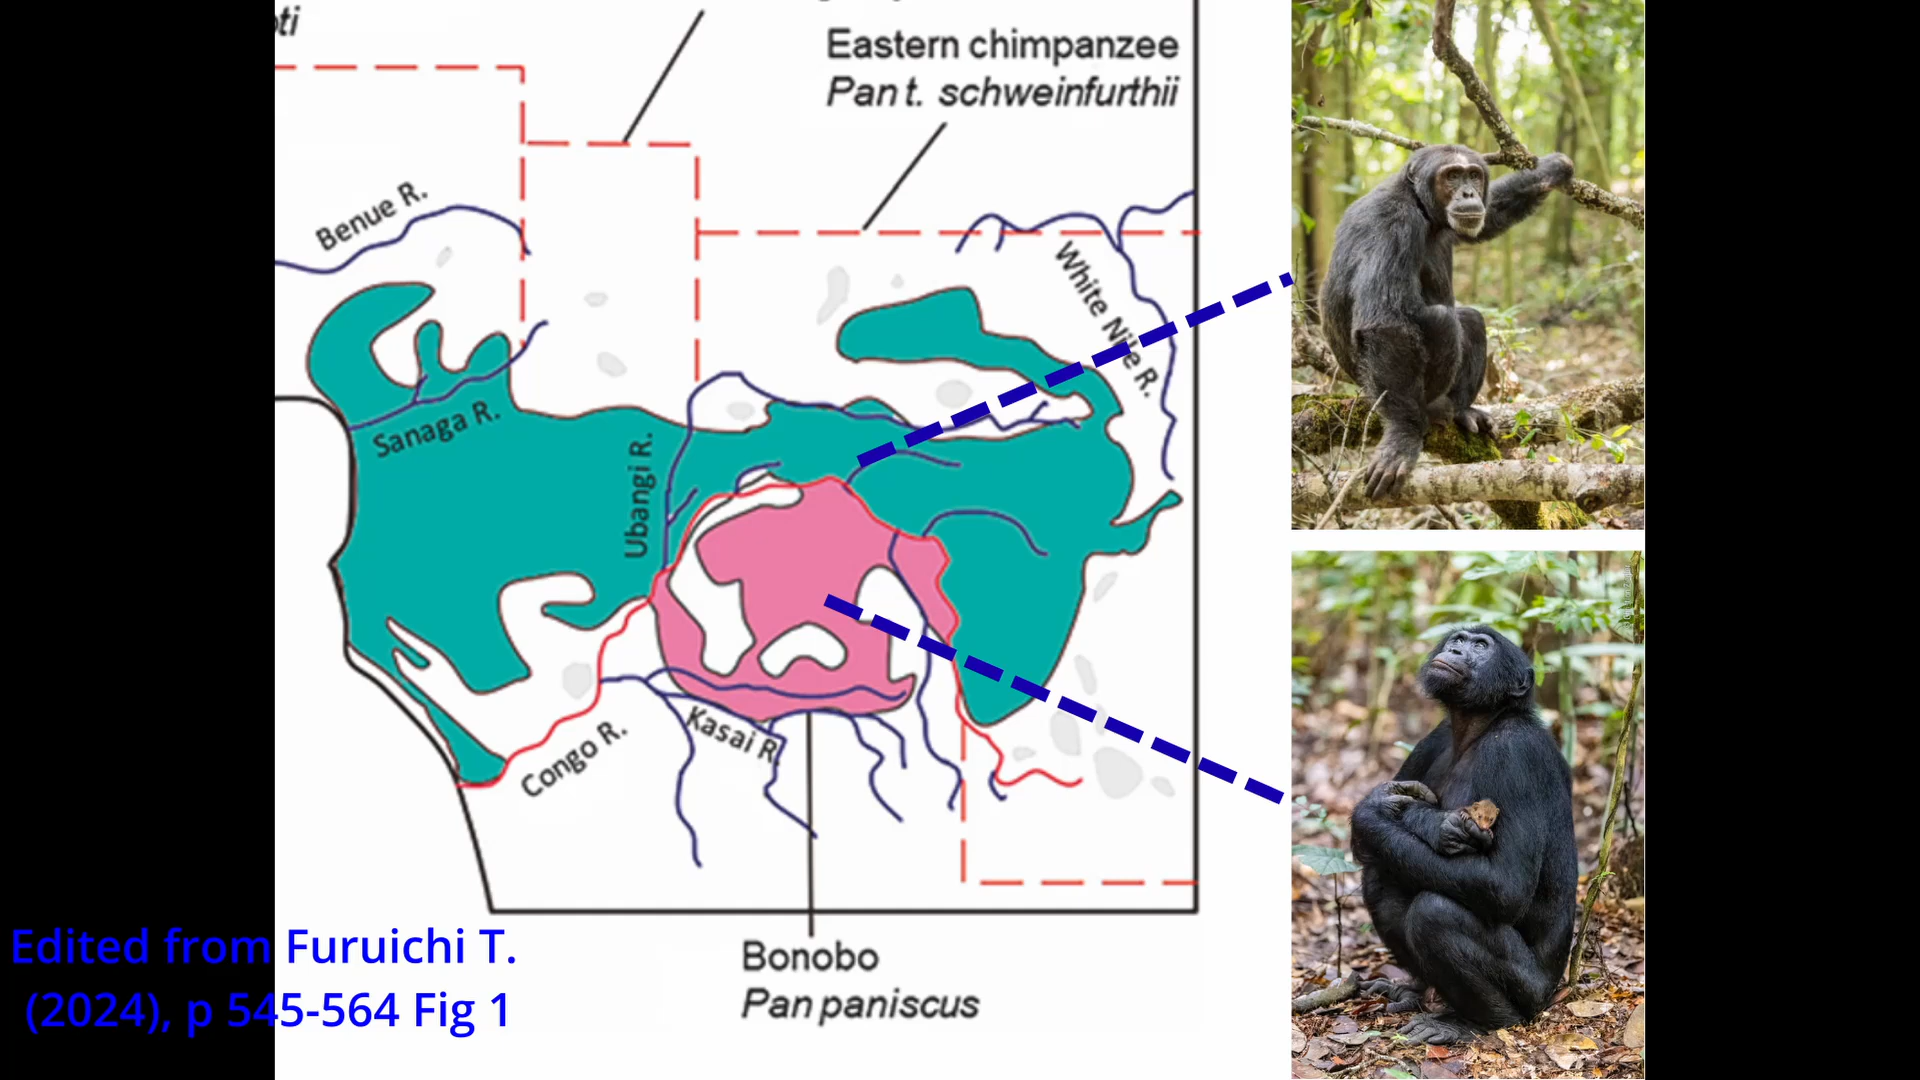 oti
Eastern chimpanzee
Pan t. schweinfurthii
Benue R.
White Nile R.
Sanaga R.
Ubangi R.
Congo R.
Kasai R.
Bonobo
Pan paniscus
Edited from Furuichi T.
(2024), p 545-564 Fig 1